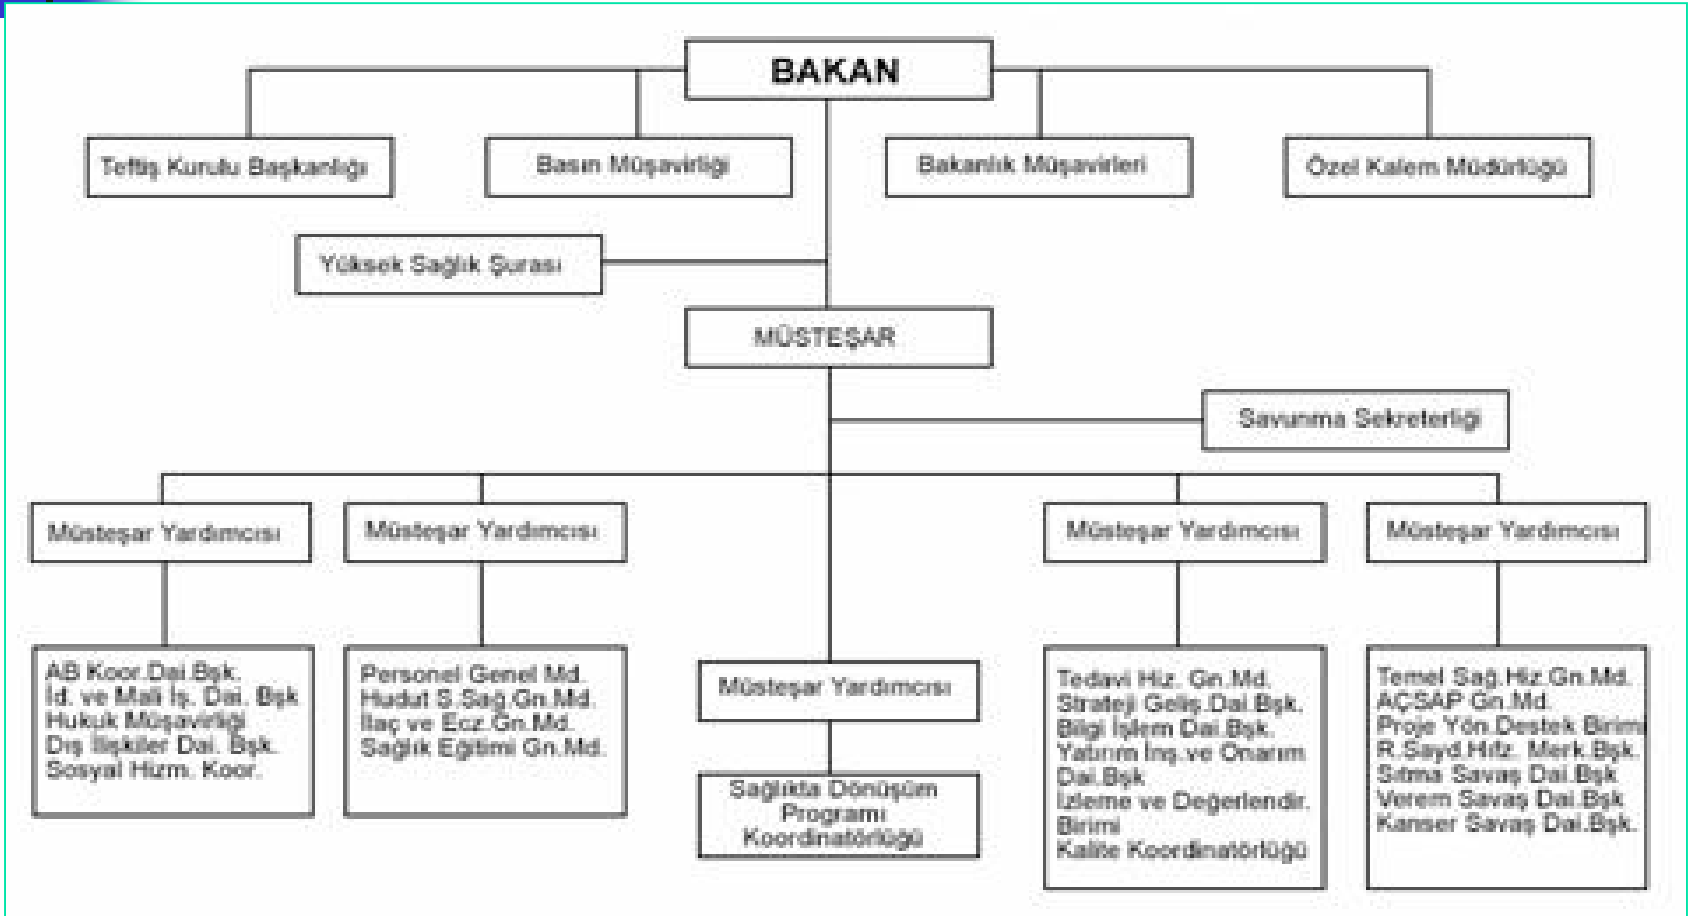 BAKAN
Teftiş Kurulu Başkanlığı
Basın Müşavirliği
Bakanlık Müşavirleri
Özel Kalem Müdürlüğü
Yüksek Sağlık Şurası
MÜSTEŞAR
Savunma Sekreterliği
Müsteşar Yardımcısı
Müsteşar Yardımcısı
Müsteşar Yardımcısı
Müsteşar Yardımcısı
AB Koor.Dai.Bşk.
İd. ve Mali İş. Dai. Bşk
Hukuk Müşavirliği
Dış İlişkiler Dai. Bşk.
Sosyal Hizm. Koor.
Personel Genel Md.
Hudut S.Sağ.Gn.Md.
İlaç ve Ecz.Gn.Md.
Sağlık Eğitimi Gn.Md.
Müsteşar Yardımcısı
Sağlıkta Dönüşüm
Programı
Koordinatörlüğü
Tedavi Hiz. Gn.Md.
Strateji Geliş.Dai.Bşk.
Bilgi İşlem Dai.Bşk.
Yatırım İnş.ve Onarım
Dai.Bşk
İzleme ve Değerlendir.
Birimi
Kalite Koordinatörlüğü
Temel Sağ.Hiz.Gn.Md.
AÇSAP Gn.Md.
Proje Yön.Destek Birimi
R.Sayd.Hıfz. Merk.Bşk.
Sıtma Savaş Dai.Bşk
Verem Savaş Dai.Bşk
Kanser Savaş Dai.Bşk.